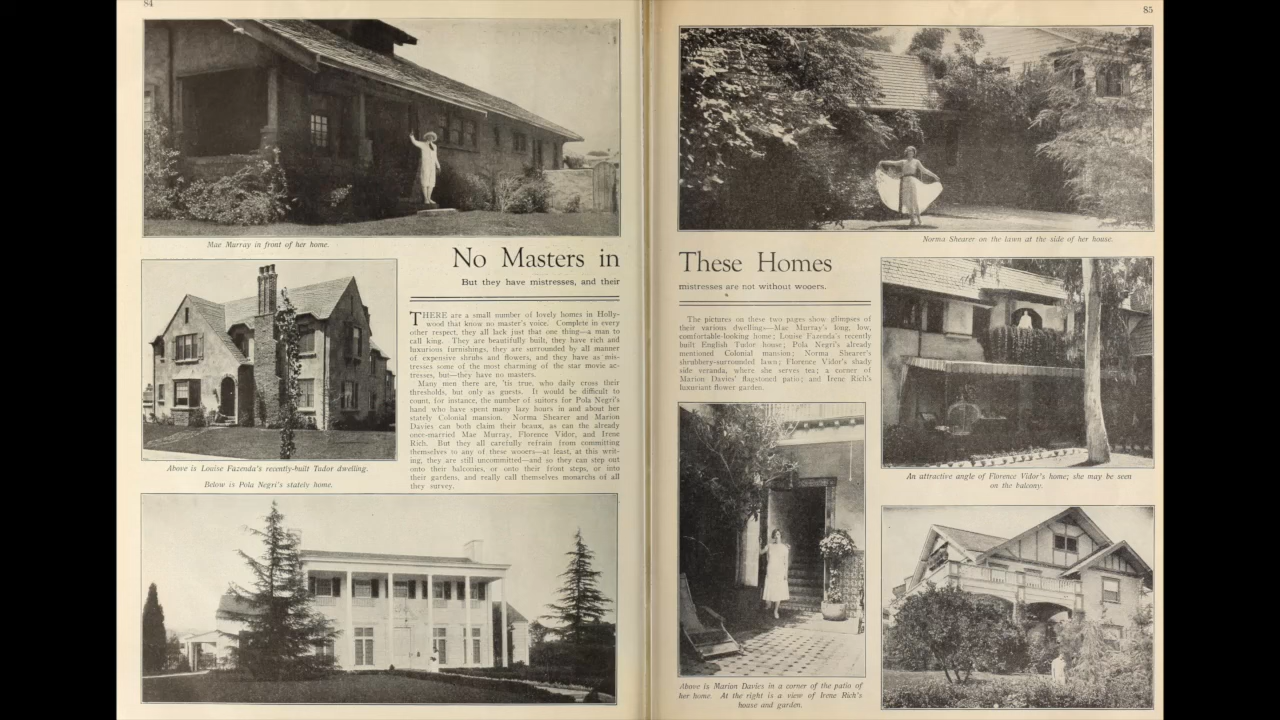 84
Mae Murray in front of her home.
No Masters in
But they have mistresses, and their
THERE are a small number of lovely homes in Holly-
wood that know no master's voice. Complete in every
other respect, they all lack just that one thing—a man to
call king. They are beautifully built, they have rich and
luxurious furnishings, they are surrounded by all manner
of expensive shrubs and flowers, and they have as mis-
tresses some of the most charming of the star movie ac-
tresses, but—they have no masters.
Many men there are, 'tis true, who daily cross their
thresholds, but only as guests. It would be difficult to
count, for instance, the number of suitors for Pola Negri's
hand who have spent many lazy hours in and about her
stately Colonial mansion. Norma Shearer and Marion
Davies can both claim their beaux, as can the already
once-married Mae Murray, Florence Vidor, and Irene
Rich. But they all carefully refrain from committing
themselves to any of these wooers—at least, at this writ-
ing, they are still uncommitted—and so they can step out
onto their balconies, or onto their front steps, or into
their gardens, and really call themselves monarchs of all
they survey.
Above is Louise Fazenda's recently-built Tudor dwelling.
Below is Pola Negri's stately home.
85
Norma Shearer on the lawn at the side of her house.
These Homes
mistresses are not without wooers.
The pictures on these two pages show glimpses of
their various dwellings—Mae Murray's long, low,
comfortable-looking home; Louise Fazenda's recently
built English Tudor house; Pola Negri's already
mentioned Colonial mansion; Norma Shearer's
shrubbery-surrounded lawn; Florence Vidor's shady
side veranda, where she serves tea; a corner of
Marion Davies' flagstoned patio; and Irene Rich's
luxuriant flower garden.
An attractive angle of Florence Vidor's home; she may be seen
on the balcony.
Above is Marion Davies in a corner of the patio of
her home. At the right is a view of Irene Rich's
house and garden.